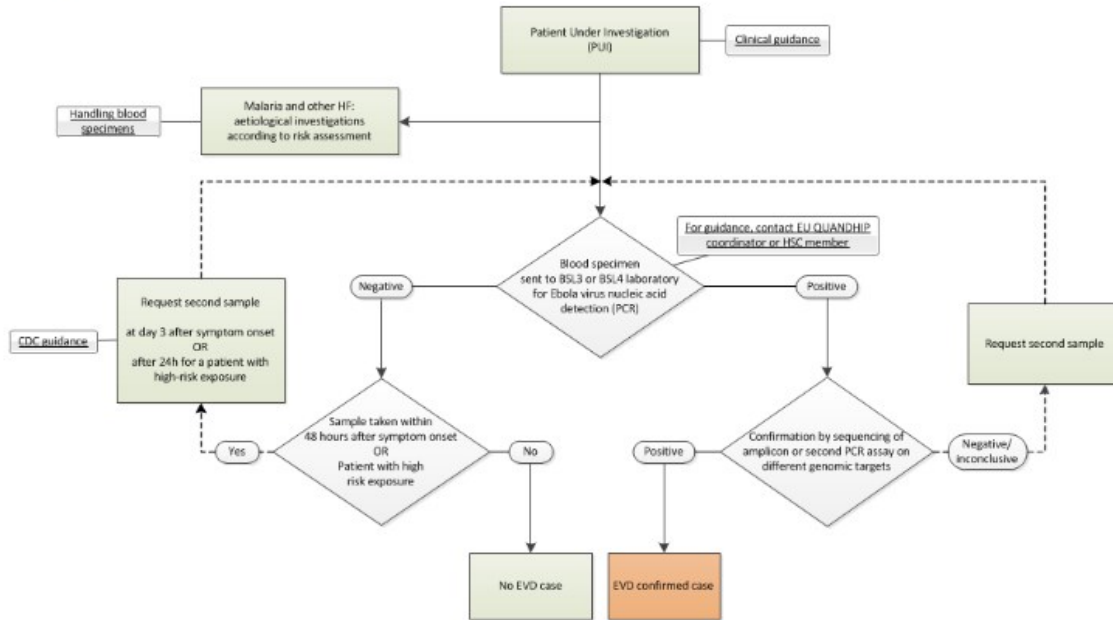 Patient Under Investigation
(PUI)
Clinical guidance
Handling blood
specimens
Malaria and other HF:
aetiological investigations
according to risk assessment
For guidance, contact EU QUANDHIP
coordinator or HSC member
Blood specimen
sent to BSL3 or BSL4 laboratory
for Ebola virus nucleic acid
detection (PCR)
Negative
Positive
CDC guidance
Request second sample
at day 3 after symptom onset
OR
after 24h for a patient with
high-risk exposure
Request second sample
Sample taken within
48 hours after symptom onset
OR
Patient with high
risk exposure
Yes
No
Confirmation by sequencing of
amplicon or second PCR assay on
different genomic targets
Positive
Negative/
inconclusive
No EVD case
EVD confirmed case